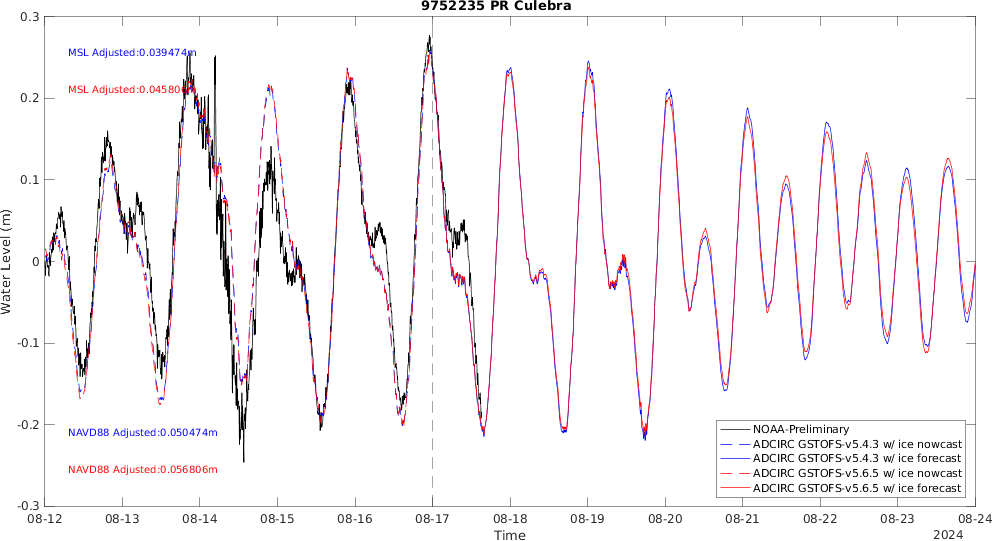 9752235 PR Culebra
0.3
0.2
0.1
0
-0.1
-0.2
-0.3
Water Level (m)
MSL Adjusted:0.039474m
MSL Adjusted:0.045806m
NAVD88 Adjusted:0.050474m
NAVD88 Adjusted:0.056806m
NOAA-Preliminary
ADCIRC GSTOFS-v5.4.3 w/ ice nowcast
ADCIRC GSTOFS-v5.4.3 w/ ice forecast
ADCIRC GSTOFS-v5.6.5 w/ ice nowcast
ADCIRC GSTOFS-v5.6.5 w/ ice forecast
08-12 08-13 08-14 08-15 08-16 08-17 08-18 08-19 08-20 08-21 08-22 08-23 08-24
Time
2024